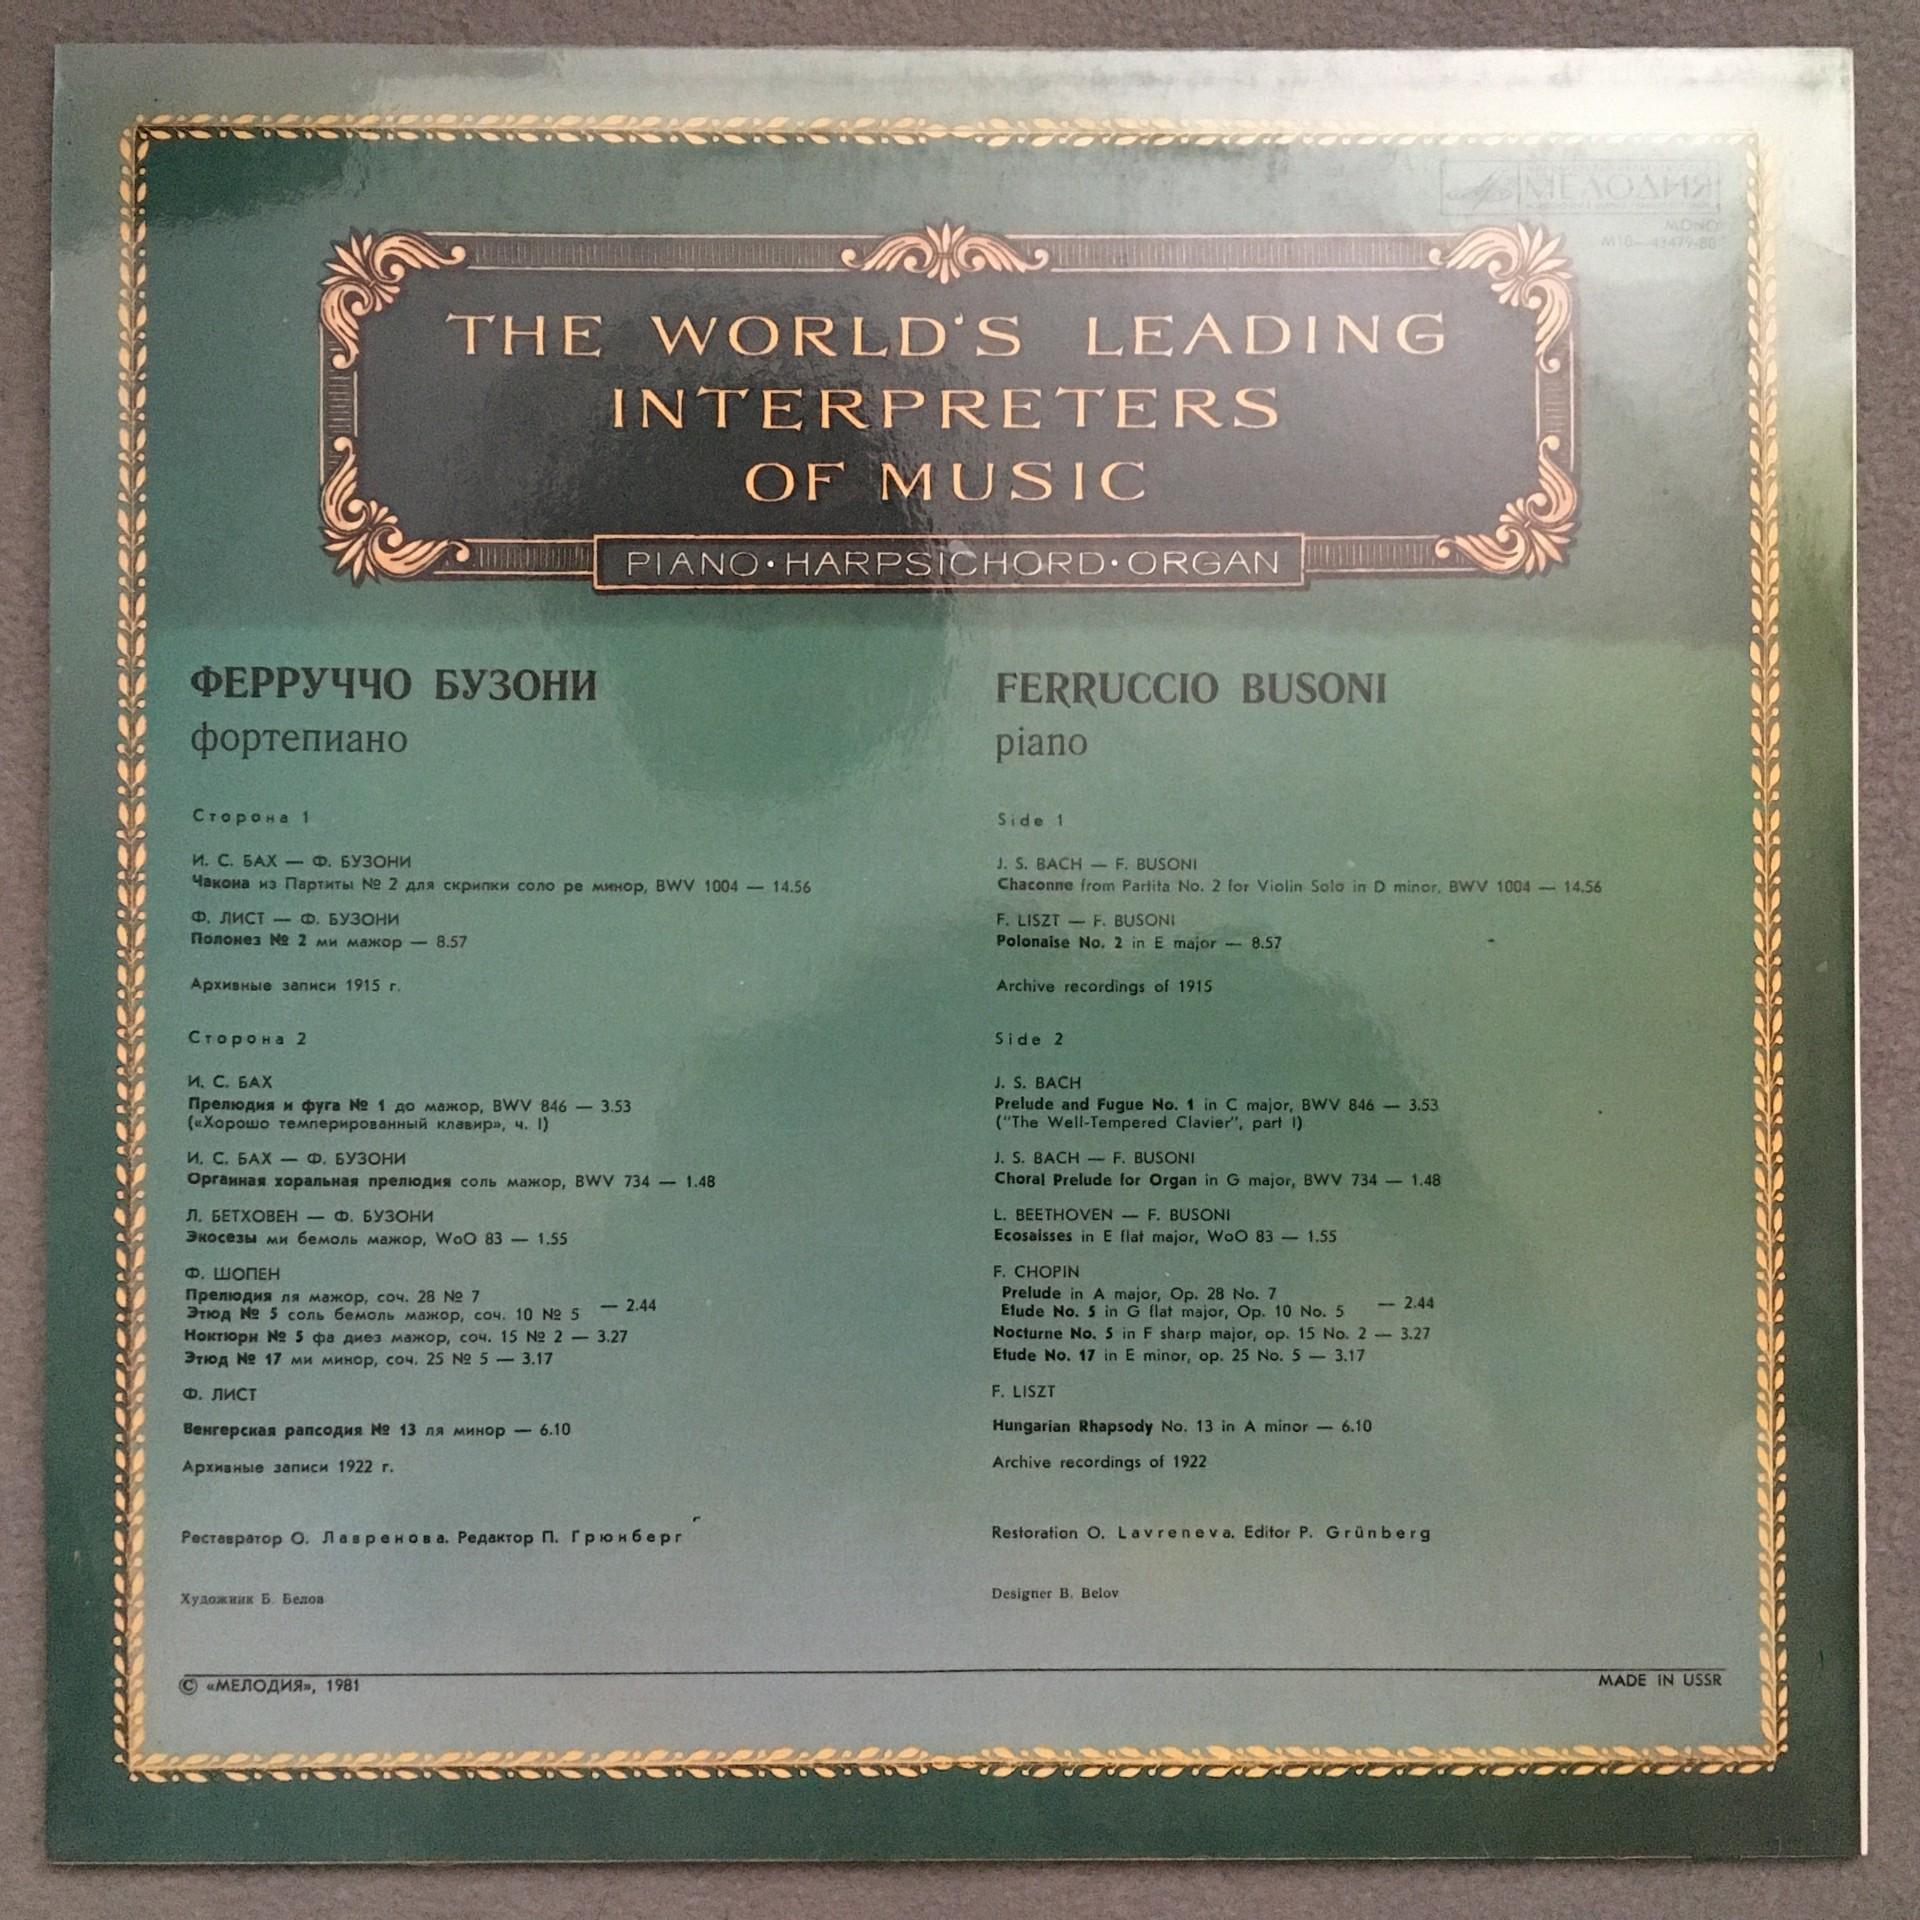 МЕЛОДИЯ
MONO
М10—43479-80
THE WORLD'S LEADING
INTERPRETERS
OF MUSIC
PIANO·HARPSICHORD·ORGAN
ФЕРРУЧЧО БУЗОНИ
фортепиано
Сторона 1
И. С. БАХ — Ф. БУЗОНИ
Чакона из Партиты № 2 для скрипки соло ре минор, BWV 1004 — 14.56
Ф. ЛИСТ — Ф. БУЗОНИ
Полонез № 2 ми мажор — 8.57
Архивные записи 1915 г.
Сторона 2
И. С. БАХ
Прелюдия и фуга № 1 до мажор, BWV 846 — 3.53
(«Хорошо темперированный клавир», ч. I)
И. С. БАХ — Ф. БУЗОНИ
Органная хоральная прелюдия соль мажор, BWV 734 — 1.48
Л. БЕТХОВЕН — Ф. БУЗОНИ
Экосезы ми бемоль мажор, WoO 83 — 1.55
Ф. ШОПЕН
Прелюдия ля мажор, соч. 28 № 7
Этюд № 5 соль бемоль мажор, соч. 10 № 5 — 2.44
Ноктюрн № 5 фа диез мажор, соч. 15 № 2 — 3.27
Этюд № 17 ми минор, соч. 25 № 5 — 3.17
Ф. ЛИСТ
Венгерская рапсодия № 13 ля минор — 6.10
Архивные записи 1922 г.
Реставратор О. Лавренова. Редактор П. Грюнберг
Художник Б. Белов
FERRUCCIO BUSONI
piano
Side 1
J. S. BACH — F. BUSONI
Chaconne from Partita No. 2 for Violin Solo in D minor, BWV 1004 — 14.56
F. LISZT — F. BUSONI
Polonaise No. 2 in E major — 8.57
Archive recordings of 1915
Side 2
J. S. BACH
Prelude and Fugue No. 1 in C major, BWV 846 — 3.53
("The Well-Tempered Clavier", part I)
J. S. BACH — F. BUSONI
Choral Prelude for Organ in G major, BWV 734 — 1.48
L. BEETHOVEN — F. BUSONI
Ecosaisses in E flat major, WoO 83 — 1.55
F. CHOPIN
Prelude in A major, Op. 28 No. 7
Etude No. 5 in G flat major, Op. 10 No. 5 — 2.44
Nocturne No. 5 in F sharp major, op. 15 No. 2 — 3.27
Etude No. 17 in E minor, op. 25 No. 5 — 3.17
F. LISZT
Hungarian Rhapsody No. 13 in A minor — 6.10
Archive recordings of 1922
Restoration O. Lavreneva. Editor P. Grünberg
Designer B. Belov
© «МЕЛОДИЯ», 1981
MADE IN USSR